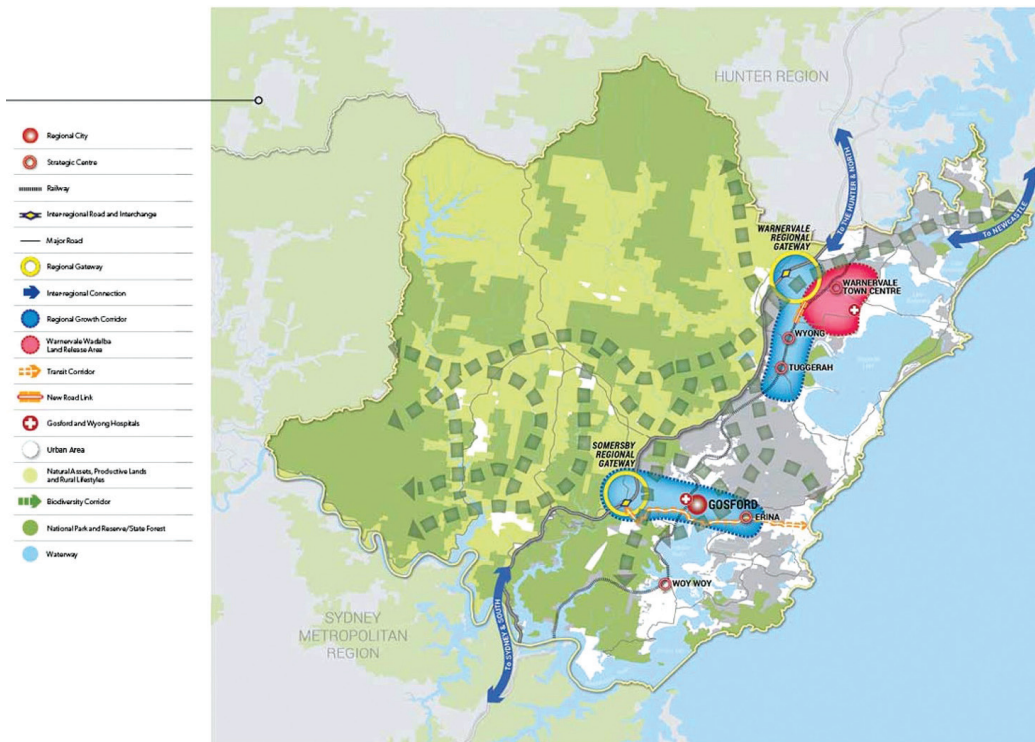 Regional City
Strategic Centre
Railway
Inter-regional Road and Interchange
Major Road
Regional Gateway
Inter-regional Connection
Regional Growth Corridor
Warnervale Wadalba
Land Release Area
Transit Corridor
New Road Link
Gosford and Wyong Hospitals
Urban Area
Natural Assets, Productive Lands
and Rural Lifestyles
Biodiversity Corridor
National Park and Reserve/State Forest
Waterway
HUNTER REGION
To THE HUNTER & NORTH
To NEWCASTLE
WARNERVALE
REGIONAL
GATEWAY
WARNERVALE
TOWN CENTRE
WYONG
TUGGERAH
SOMERSBY
REGIONAL
GATEWAY
GOSFORD
ERINA
WOY WOY
To SYDNEY & SOUTH
SYDNEY
METROPOLITAN
REGION